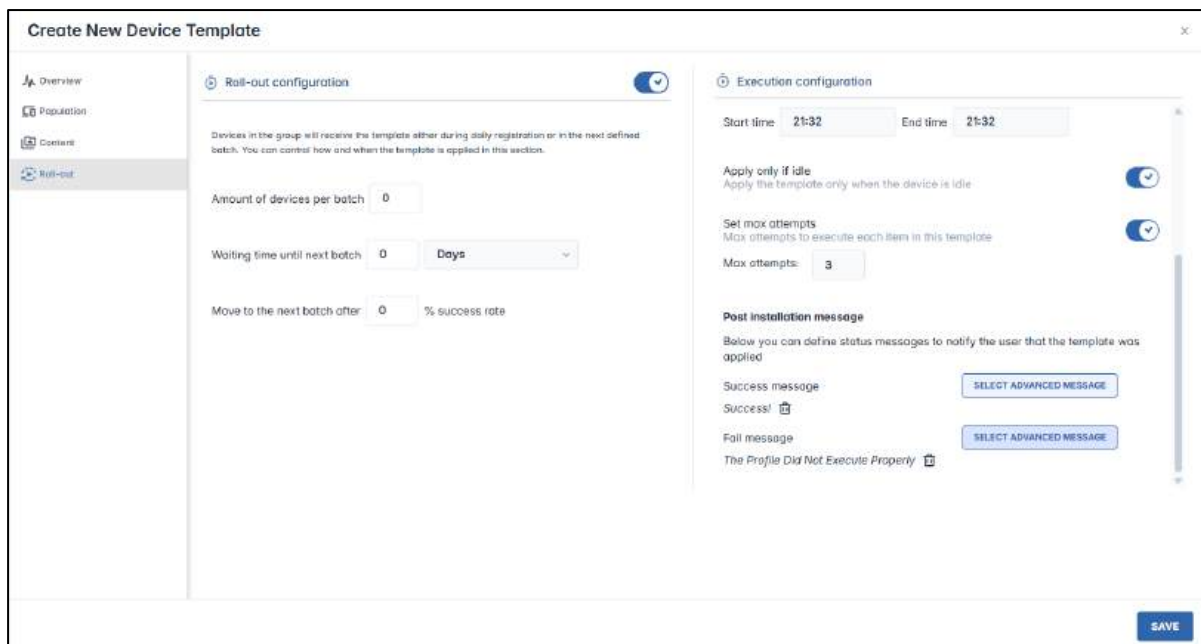 Create New Device Template
×
Overview
Population
Content
Roll-out
Roll-out configuration
Devices in the group will receive the template either during daily registration or in the next defined
batch. You can control how and when the template is applied in this section.
Amount of devices per batch 0
Waiting time until next batch 0 Days
Move to the next batch after 0 % success rate
Execution configuration
Start time 21:32 End time 21:32
Apply only if idle
Apply the template only when the device is idle
Set max attempts
Max attempts to execute each item in this template
Max attempts: 3
Post installation message
Below you can define status messages to notify the user that the template was
applied
Success message SELECT ADVANCED MESSAGE
Success!
Fail message SELECT ADVANCED MESSAGE
The Profile Did Not Execute Properly
SAVE